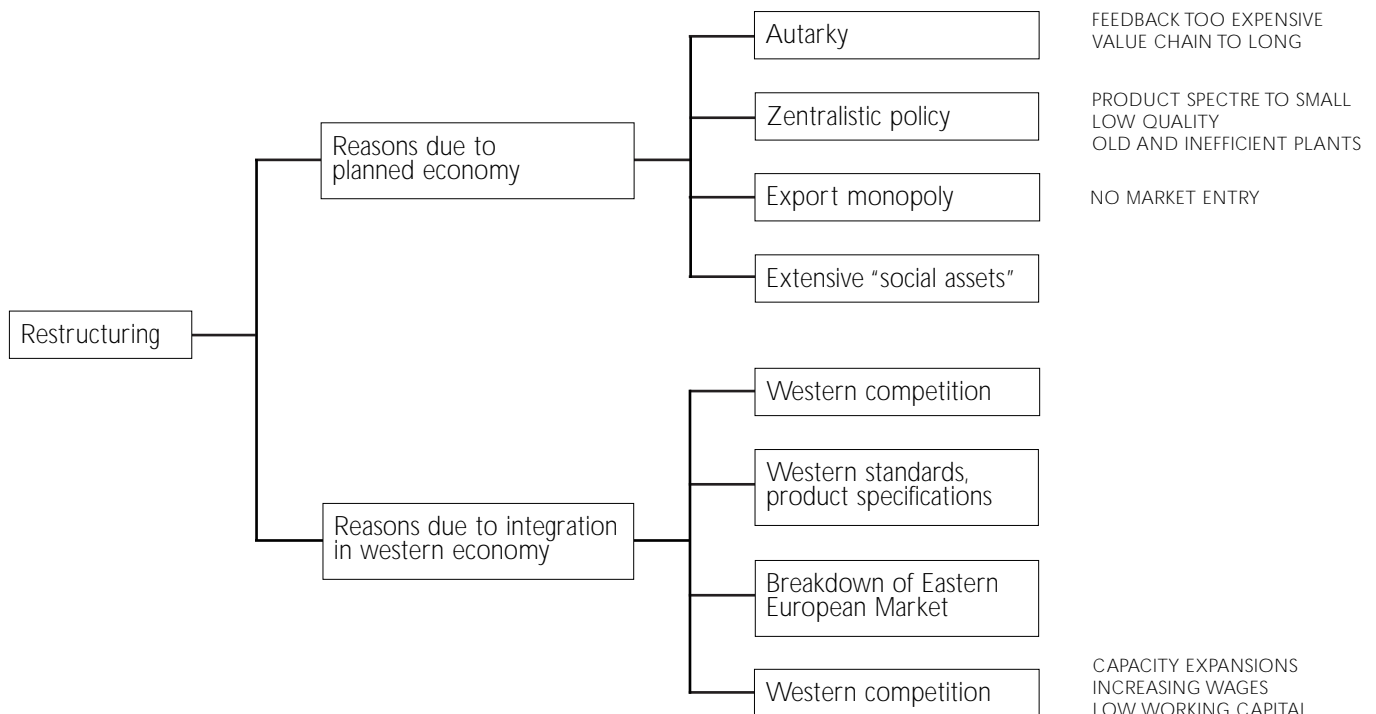 Autarky
FEEDBACK TOO EXPENSIVE
VALUE CHAIN TO LONG
Zentralistic policy
PRODUCT SPECTRE TO SMALL
LOW QUALITY
OLD AND INEFFICIENT PLANTS
Reasons due to
planned economy
Export monopoly
NO MARKET ENTRY
Extensive “social assets”
Restructuring
Western competition
Western standards,
product specifications
Reasons due to integration
in western economy
Breakdown of Eastern
European Market
Western competition
CAPACITY EXPANSIONS
INCREASING WAGES
LOW WORKING CAPITAL